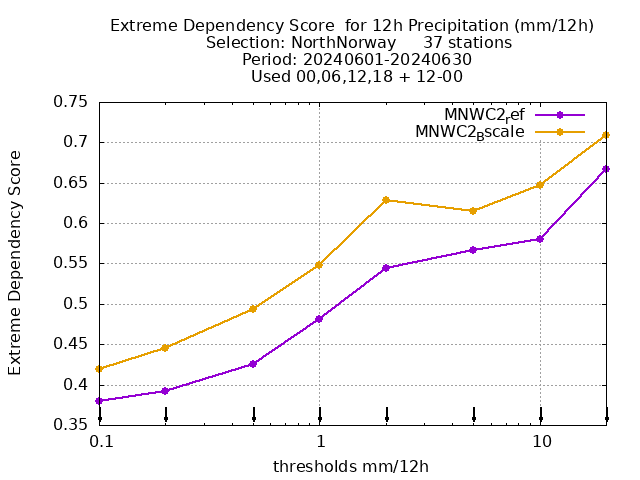 Extreme Dependency Score  for 12h Precipitation (mm/12h)
Selection: NorthNorway     37 stations
Period: 20240601-20240630
Used 00,06,12,18 + 12-00
MNWC2_ref
MNWC2_Bscale
0.75
0.7
0.65
0.6
0.55
0.5
0.45
0.4
0.35
Extreme Dependency Score
0.1
1
10
thresholds mm/12h